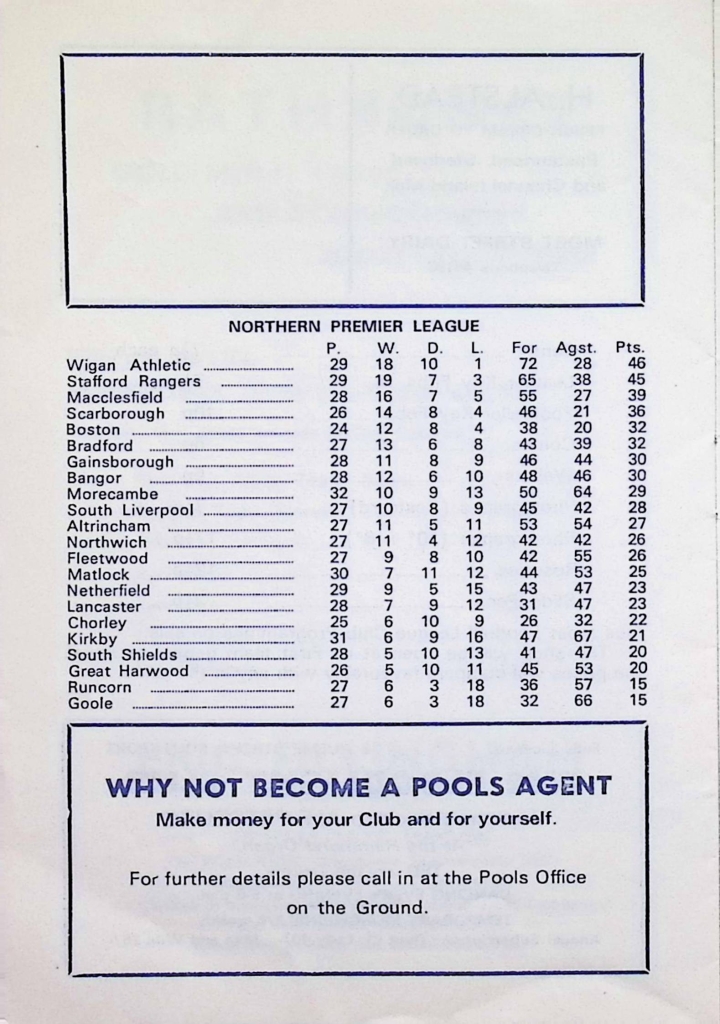 NORTHERN PREMIER LEAGUE
P. W. D. L. For Agst. Pts.
Wigan Athletic 29 18 10 1 72 28 46
Stafford Rangers 29 19 7 3 65 38 45
Macclesfield 28 16 7 5 55 27 39
Scarborough 26 14 8 4 46 21 36
Boston 24 12 8 4 38 20 32
Bradford 27 13 6 8 43 39 32
Gainsborough 28 11 8 9 46 44 30
Bangor 28 12 6 10 48 46 30
Morecambe 32 10 9 13 50 64 29
South Liverpool 27 10 8 9 45 42 28
Altrincham 27 11 5 11 53 54 27
Northwich 27 11 4 12 42 42 26
Fleetwood 27 9 8 10 42 55 26
Matlock 30 7 11 12 44 53 25
Netherfield 29 9 5 15 43 47 23
Lancaster 28 7 9 12 31 47 23
Chorley 25 6 10 9 26 32 22
Kirkby 31 6 9 16 47 67 21
South Shields 28 5 10 13 41 47 20
Great Harwood 26 5 10 11 45 53 20
Runcorn 27 6 3 18 36 57 15
Goole 27 6 3 18 32 66 15
WHY NOT BECOME A POOLS AGENT
Make money for your Club and for yourself.
For further details please call in at the Pools Office
on the Ground.